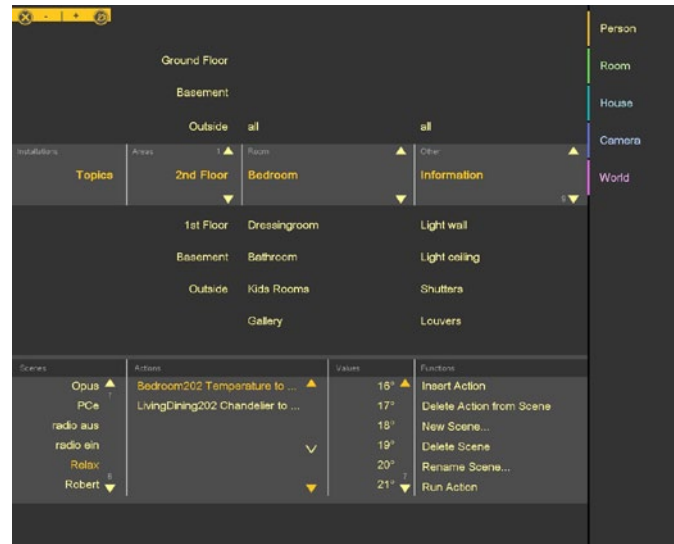 - +
Person
Ground Floor
Room
Basement
House
Outside all all
Camera
Installations Areas 1 Room Other
Topics 2nd Floor Bedroom Information
World
1st Floor Dressingroom Light wall
Basement Bathroom Light ceiling
Outside Kids Rooms Shutters
Gallery Louvers
Scenes Actions Values Functions
Opus Bedroom202 Temperature to ... 16° Insert Action
PCe LivingDining202 Chandelier to ... 17° Delete Action from Scene
radio aus 18° New Scene...
radio ein 19° Delete Scene
Relax 20° Rename Scene...
Robert 21° Run Action